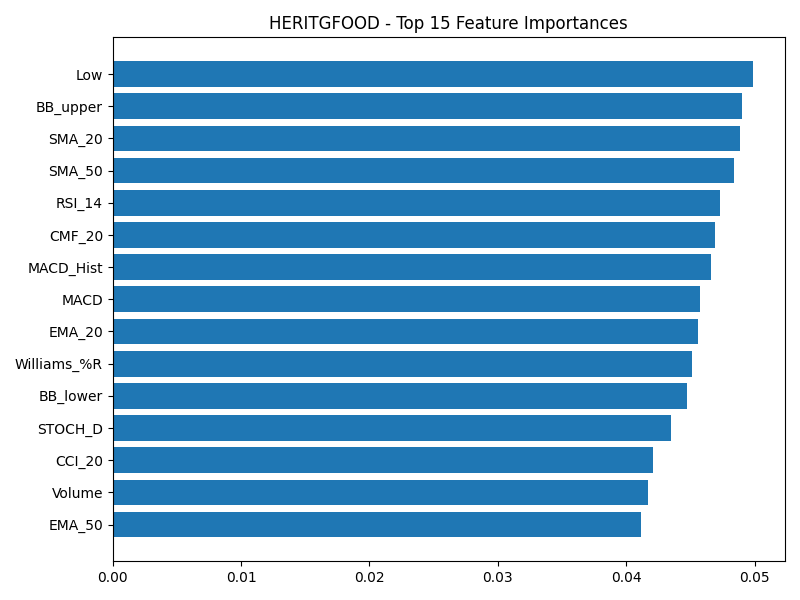 HERITGFOOD - Top 15 Feature Importances
Low
BB_upper
SMA_20
SMA_50
RSI_14
CMF_20
MACD_Hist
MACD
EMA_20
Williams_%R
BB_lower
STOCH_D
CCI_20
Volume
EMA_50
0.00 0.01 0.02 0.03 0.04 0.05